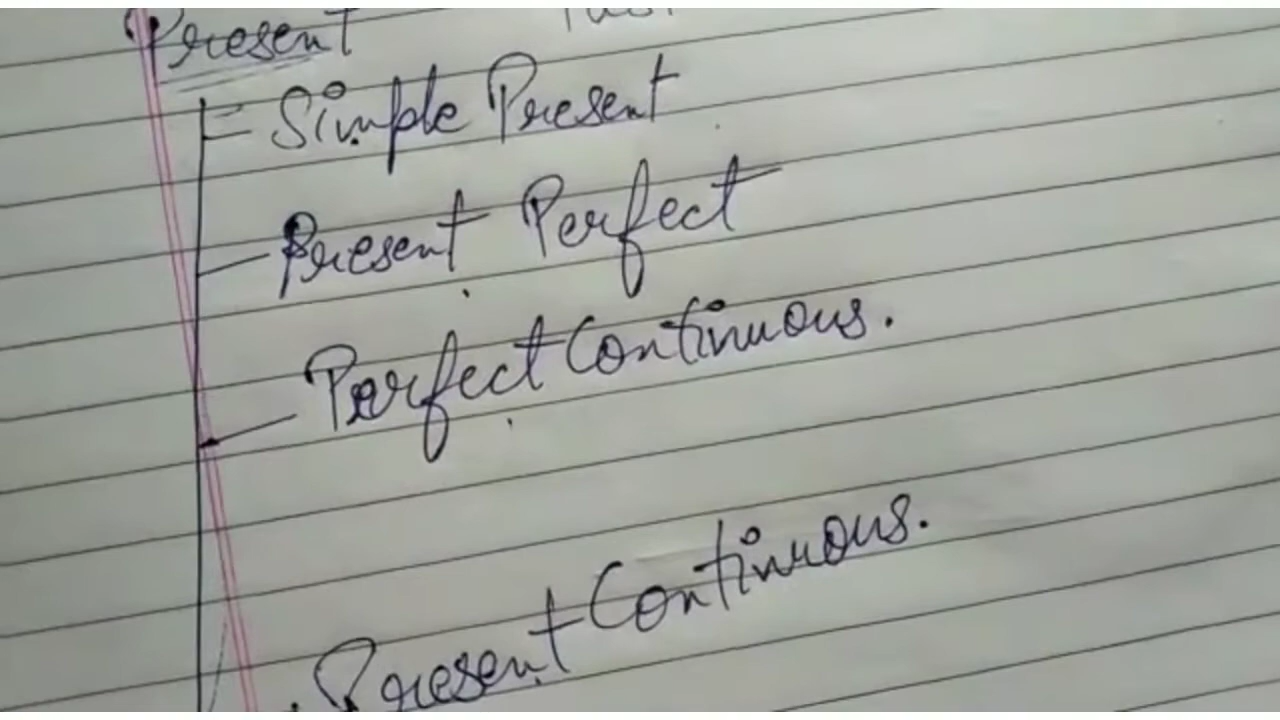 Present
Simple Present
Present Perfect
Perfect Continuous.
Present Continuous.